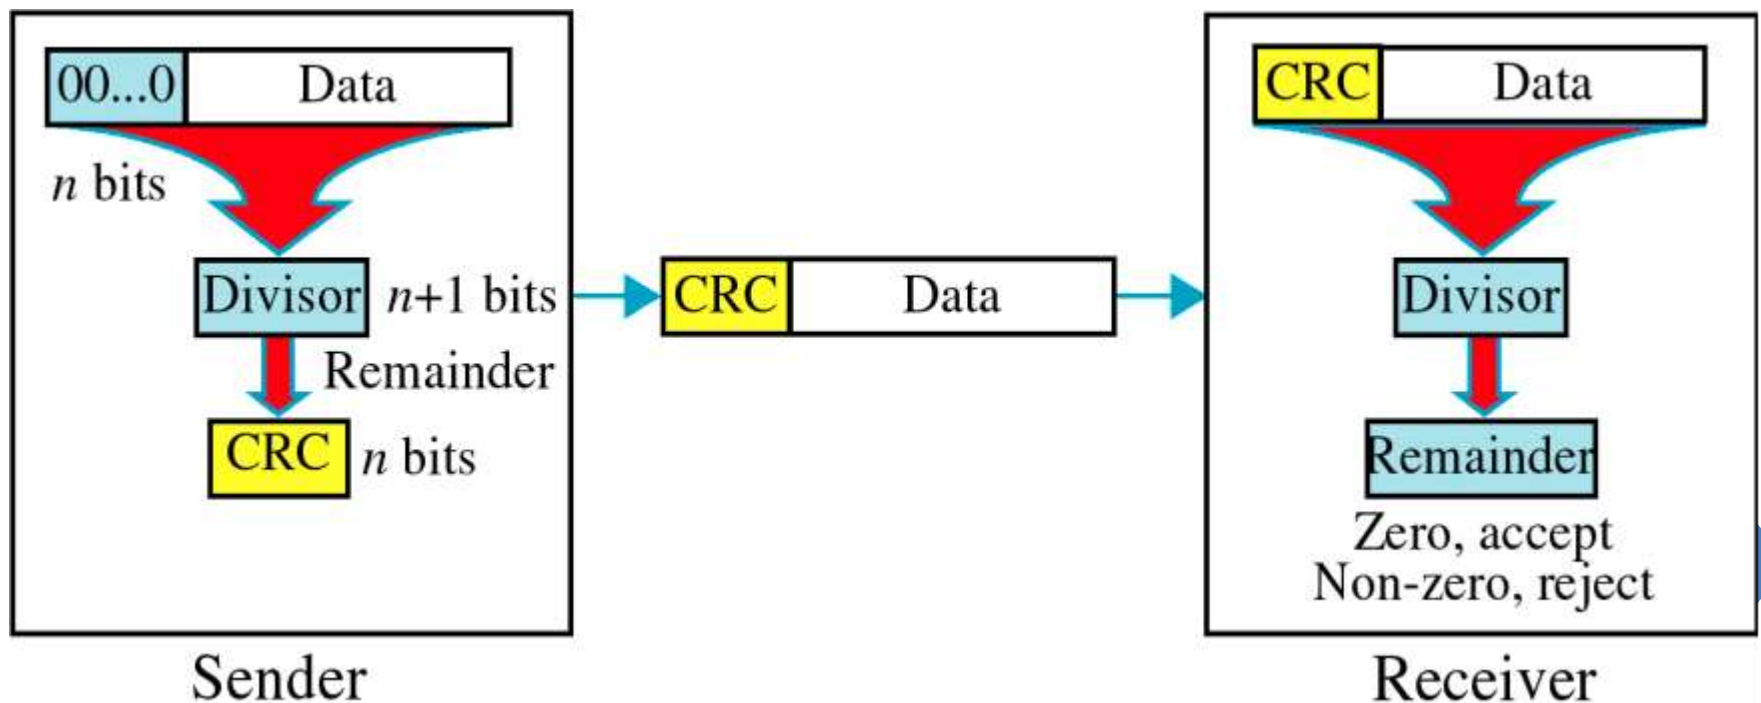 00...0 Data
n bits
Divisor n+1 bits
Remainder
CRC n bits
Sender
CRC Data
CRC Data
Divisor
Remainder
Zero, accept
Non-zero, reject
Receiver